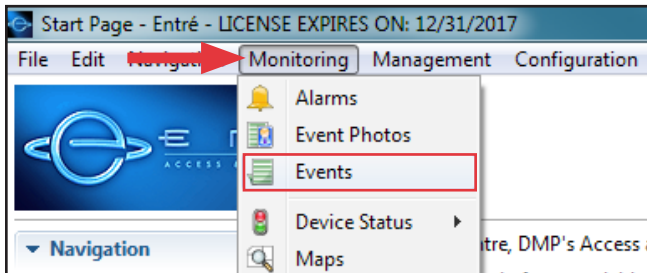 Start Page - Entré - LICENSE EXPIRES ON: 12/31/2017
File Edit Monitoring Management Configuration
Alarms
Event Photos
ACCESS
Events
Device Status
Navigation
Maps
DMP's Access